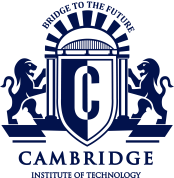 BRIDGE TO THE FUTURE
C
CAMBRIDGE
INSTITUTE OF TECHNOLOGY